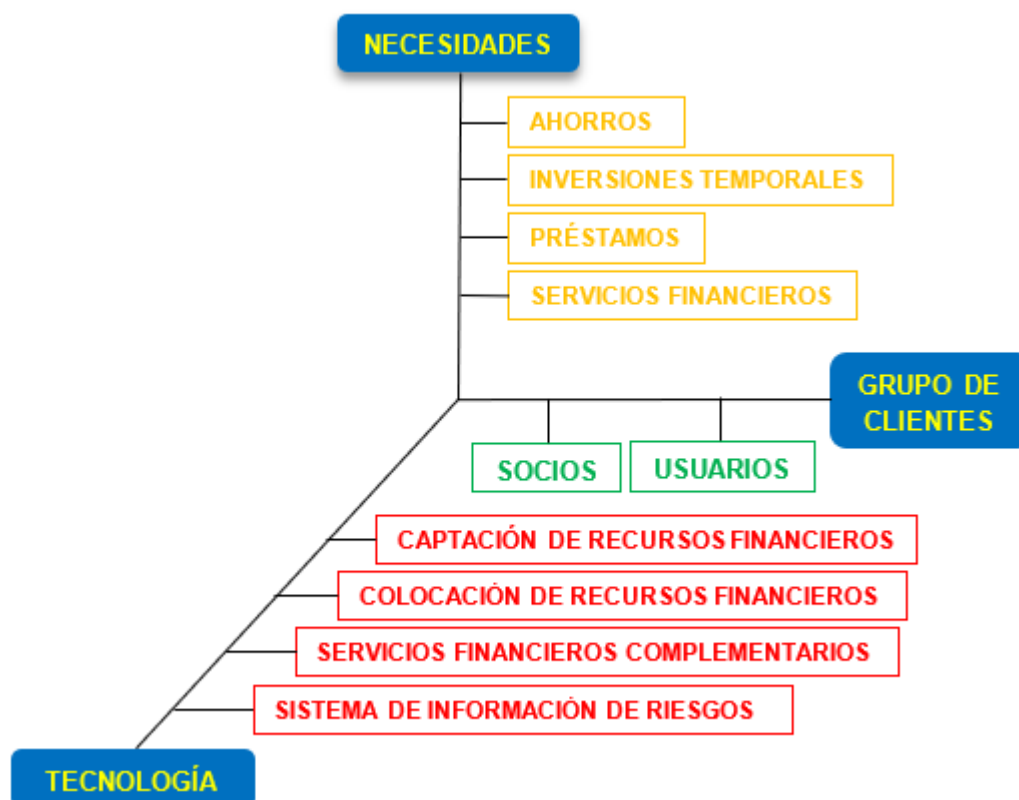 NECESIDADES
AHORROS
INVERSIONES TEMPORALES
PRÉSTAMOS
SERVICIOS FINANCIEROS
GRUPO DE
CLIENTES
SOCIOS
USUARIOS
CAPTACIÓN DE RECURSOS FINANCIEROS
COLOCACIÓN DE RECURSOS FINANCIEROS
SERVICIOS FINANCIEROS COMPLEMENTARIOS
SISTEMA DE INFORMACIÓN DE RIESGOS
TECNOLOGÍA